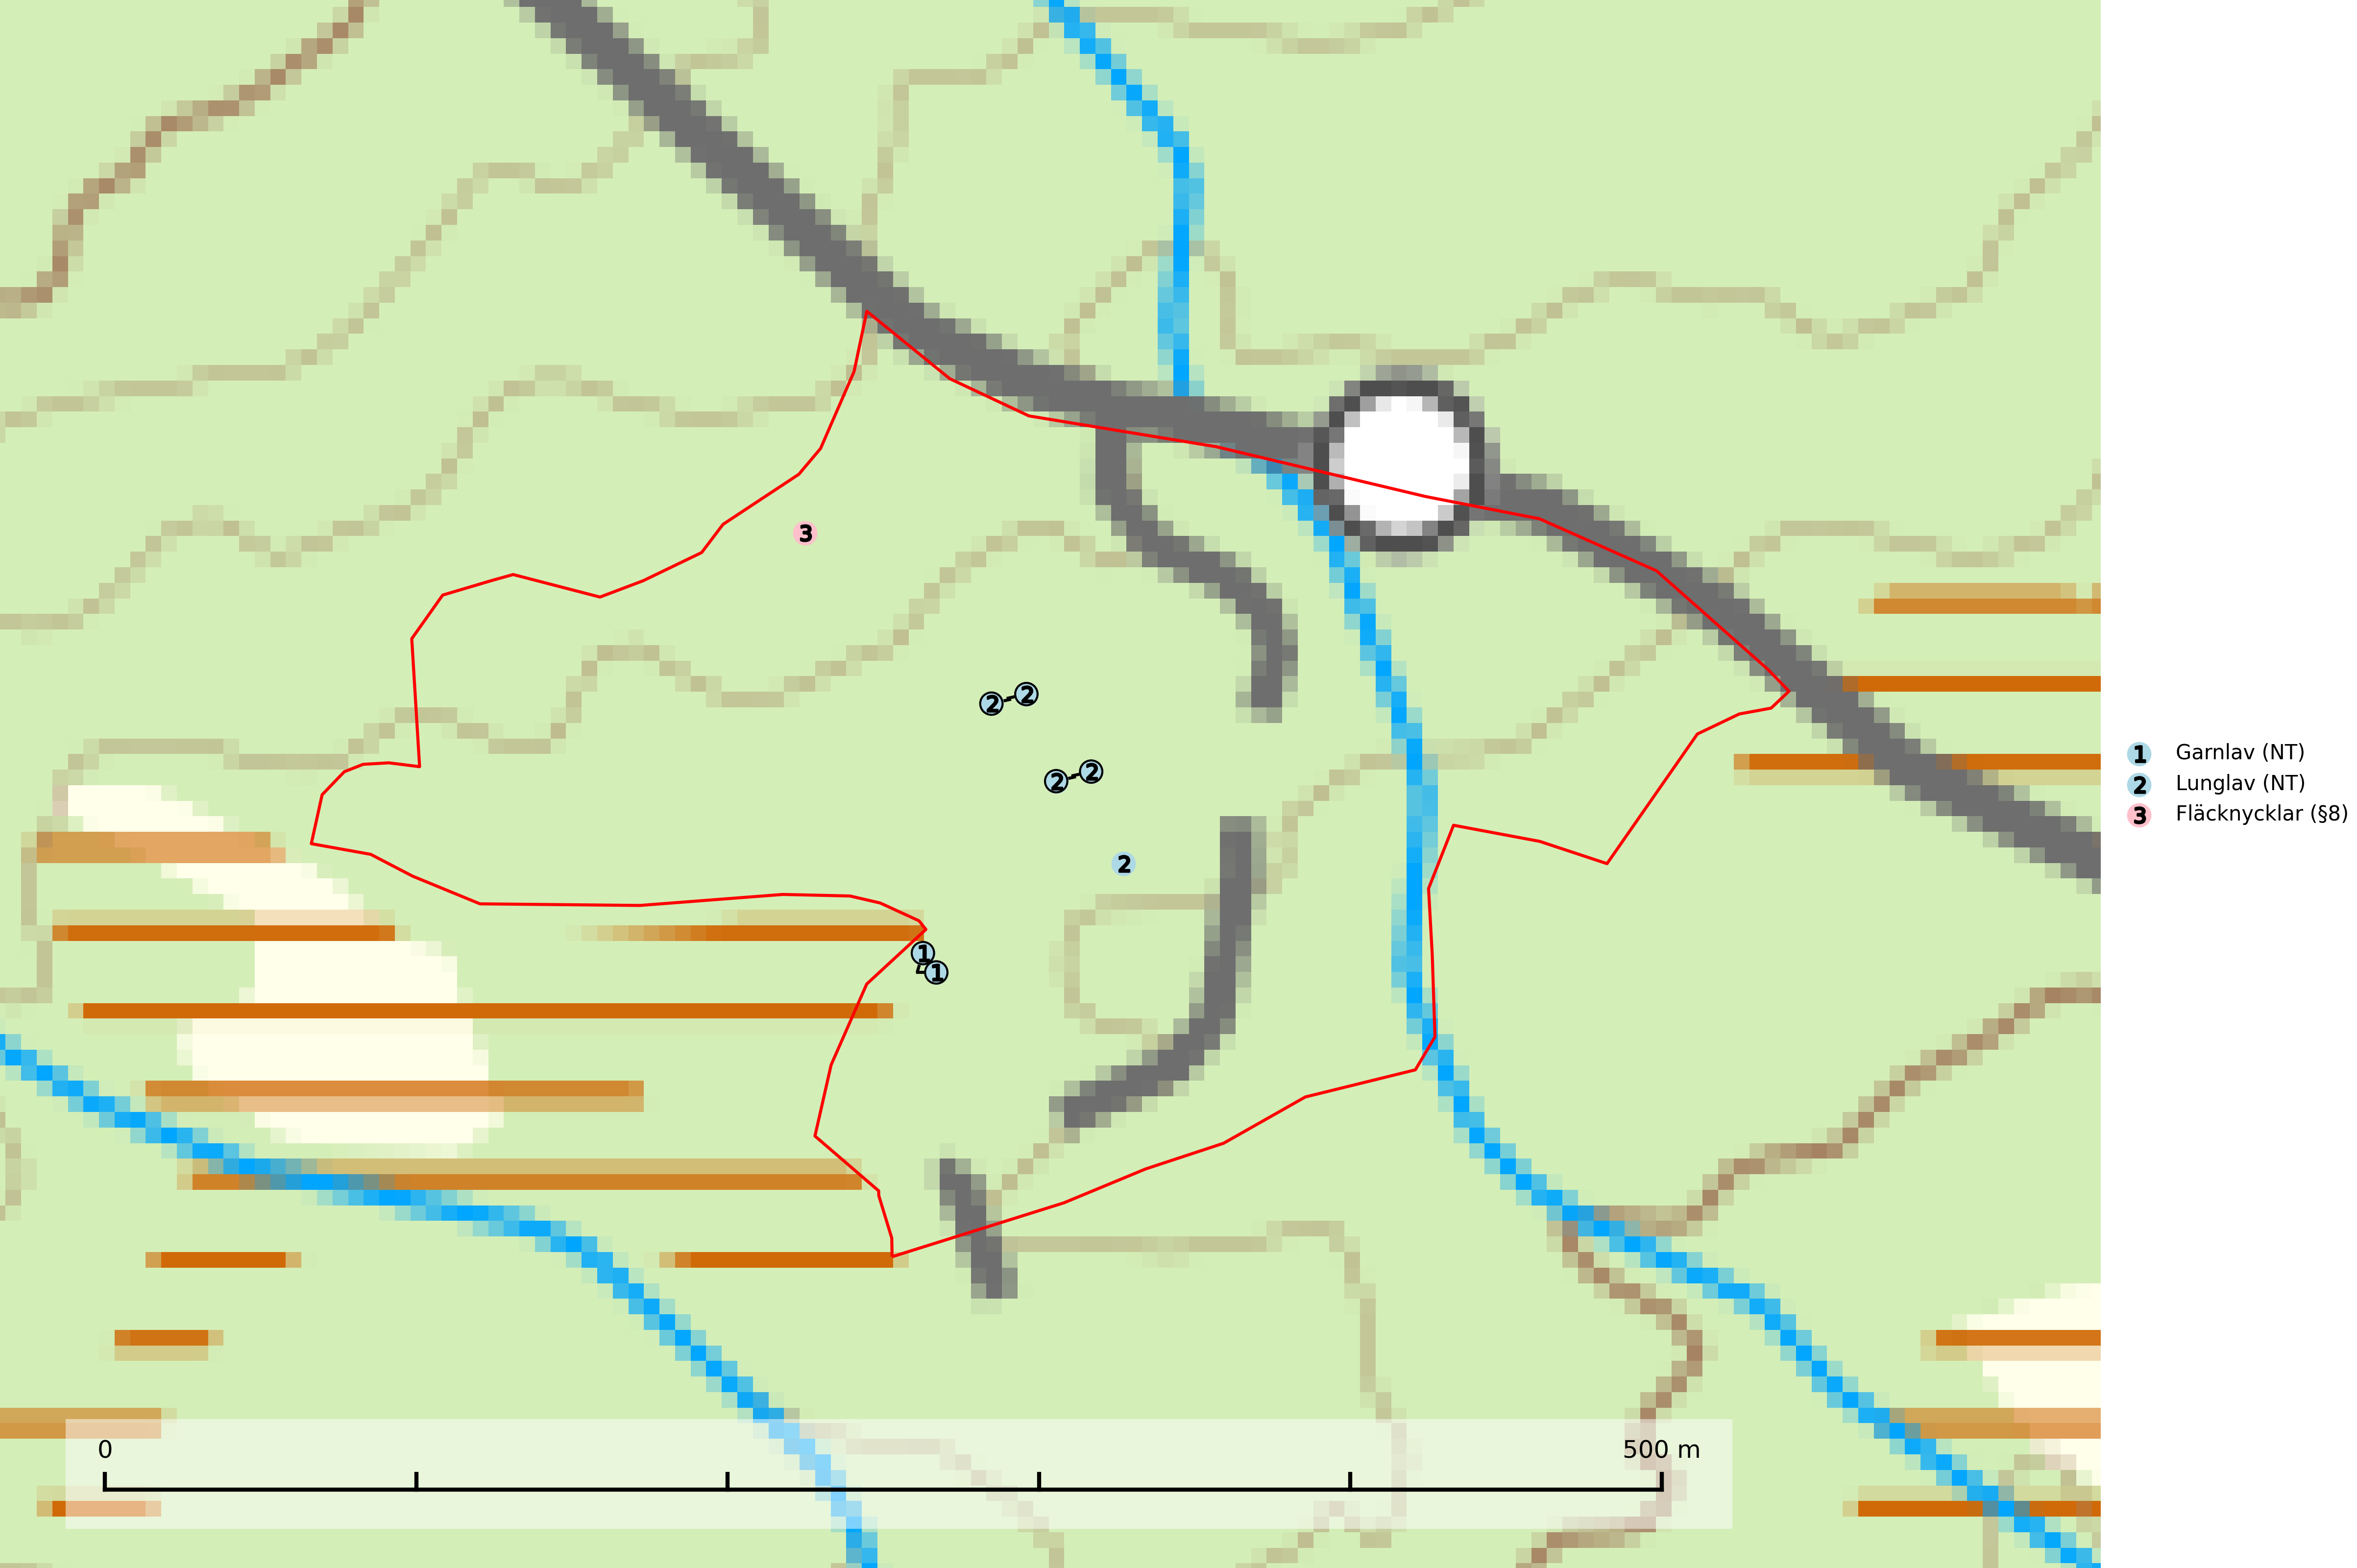 3
2 2
2 2
2
1
1
1 Garnlav (NT)
2 Lunglav (NT)
3 Fläcknycklar (§8)
0 500 m